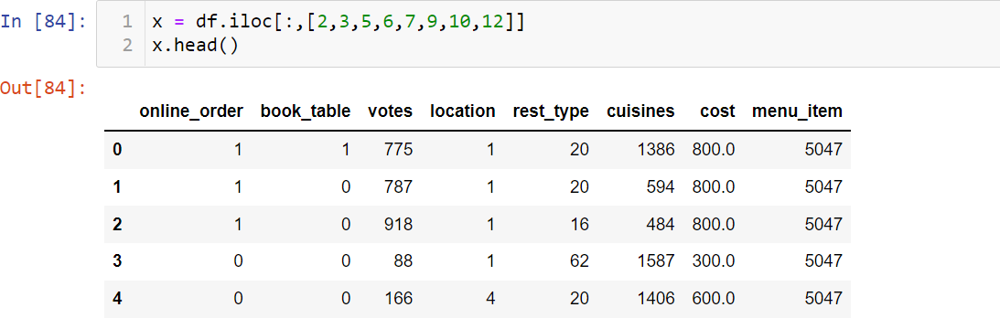 In [84]: 1 x = df.iloc[:,[2,3,5,6,7,9,10,12]]
2 x.head()
Out[84]:
online_order book_table votes location rest_type cuisines cost menu_item
0 1 1 775 1 20 1386 800.0 5047
1 1 0 787 1 20 594 800.0 5047
2 1 0 918 1 16 484 800.0 5047
3 0 0 88 1 62 1587 300.0 5047
4 0 0 166 4 20 1406 600.0 5047